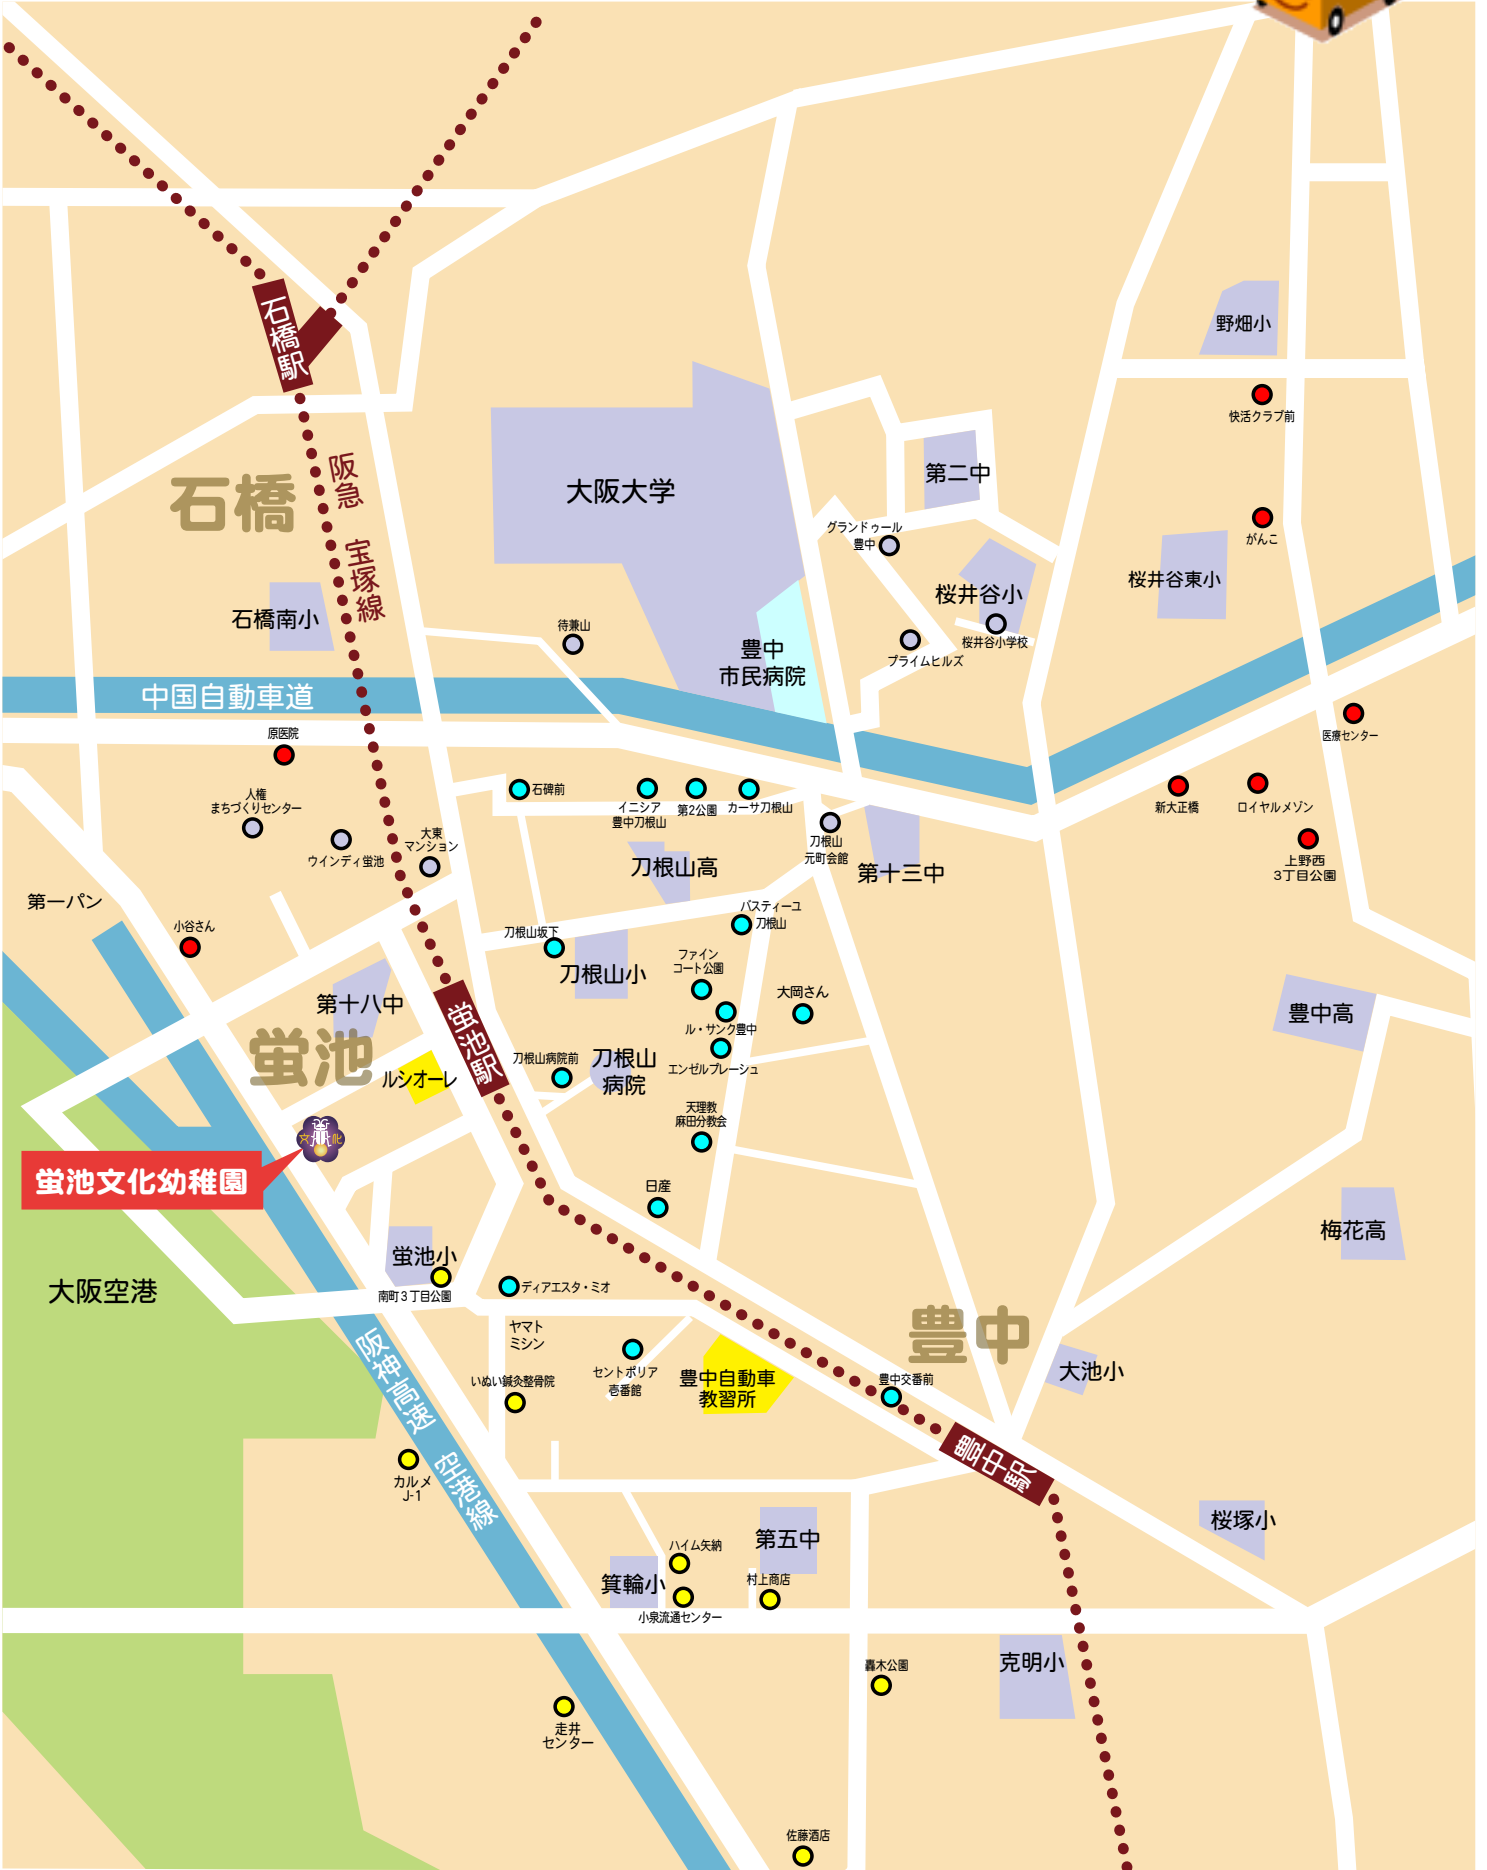 石橋駅
野畑小
快活クラブ前
阪急 宝塚線
石橋
大阪大学
第二中
グランドゥール
豊中
がんこ
桜井谷東小
桜井谷小
石橋南小
待兼山
桜井谷小学校
プライムヒルズ
豊中
市民病院
中国自動車道
原医院
医療センター
人権
まちづくりセンター
石碑前
イニシア
豊中刀根山
第2公園
カーサ刀根山
新大正橋
ロイヤルメゾン
大東
マンション
ウインディ蛍池
刀根山
元町会館
上野西
3丁目公園
刀根山高
第十三中
第一パン
小谷さん
バスティーユ
刀根山
刀根山坂下
ファイン
コート公園
刀根山小
大岡さん
第十八中
蛍池
蛍池駅
ル・サンク豊中
豊中高
刀根山病院前
刀根山
病院
エンゼルプレーシュ
ルシオーレ
天理教
麻田分教会
文化
蛍池文化幼稚園
日産
梅花高
蛍池小
南町3丁目公園
ディアエスタ・ミオ
大阪空港
ヤマト
ミシン
豊中
阪神高速 空港線
セントポリア
壱番館
いぬい鍼灸整骨院
豊中自動車
教習所
豊中交番前
大池小
豊中駅
カルメ
J-1
桜塚小
ハイム矢納
第五中
箕輪小
村上商店
小泉流通センター
克明小
轟木公園
走井
センター
佐藤酒店